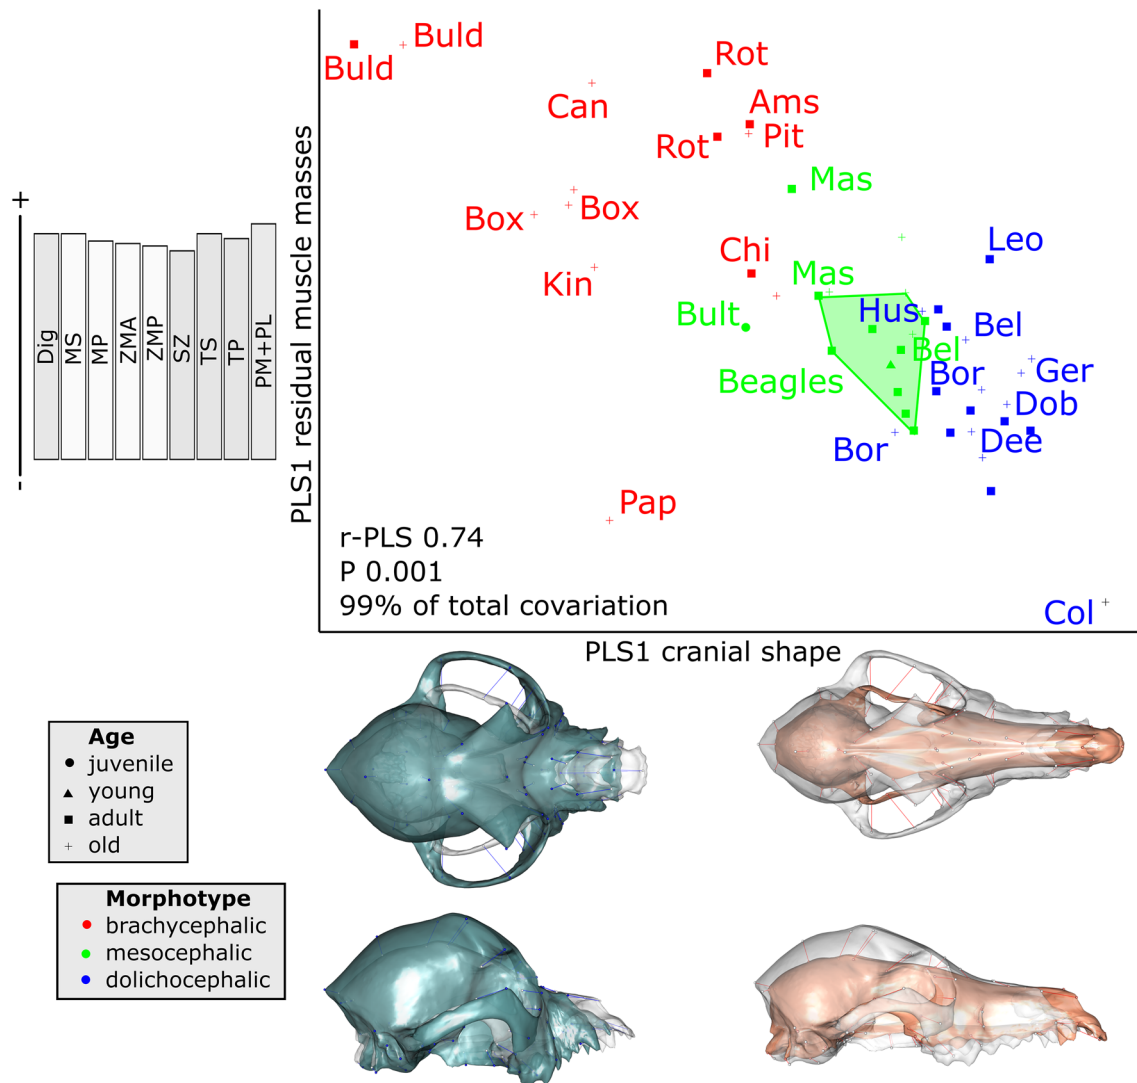 Buld
Buld
Rot
Can
Ams
Pit
Rot
Mas
Box
Box
Leo
Chi
Mas
Kin
Bult
Hus
Bel
Bel
Beagles
Bor
Ger
Dob
Bor
Dee
Pap
Col
r-PLS 0.74
P 0.001
99% of total covariation
PLS1 residual muscle masses
PLS1 cranial shape
+
-
Dig
MS
MP
ZMA
ZMP
SZ
TS
TP
PM+PL
Age
juvenile
young
adult
old
Morphotype
brachycephalic
mesocephalic
dolichocephalic